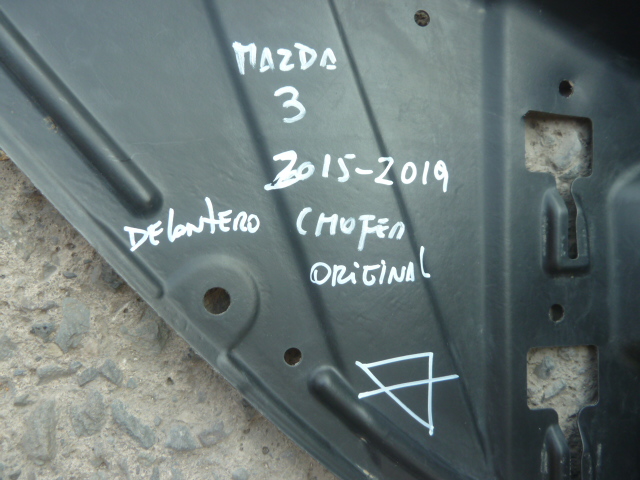 MAZDA
3
2015-2019
DELANTERO CHOFER
ORIGINAL